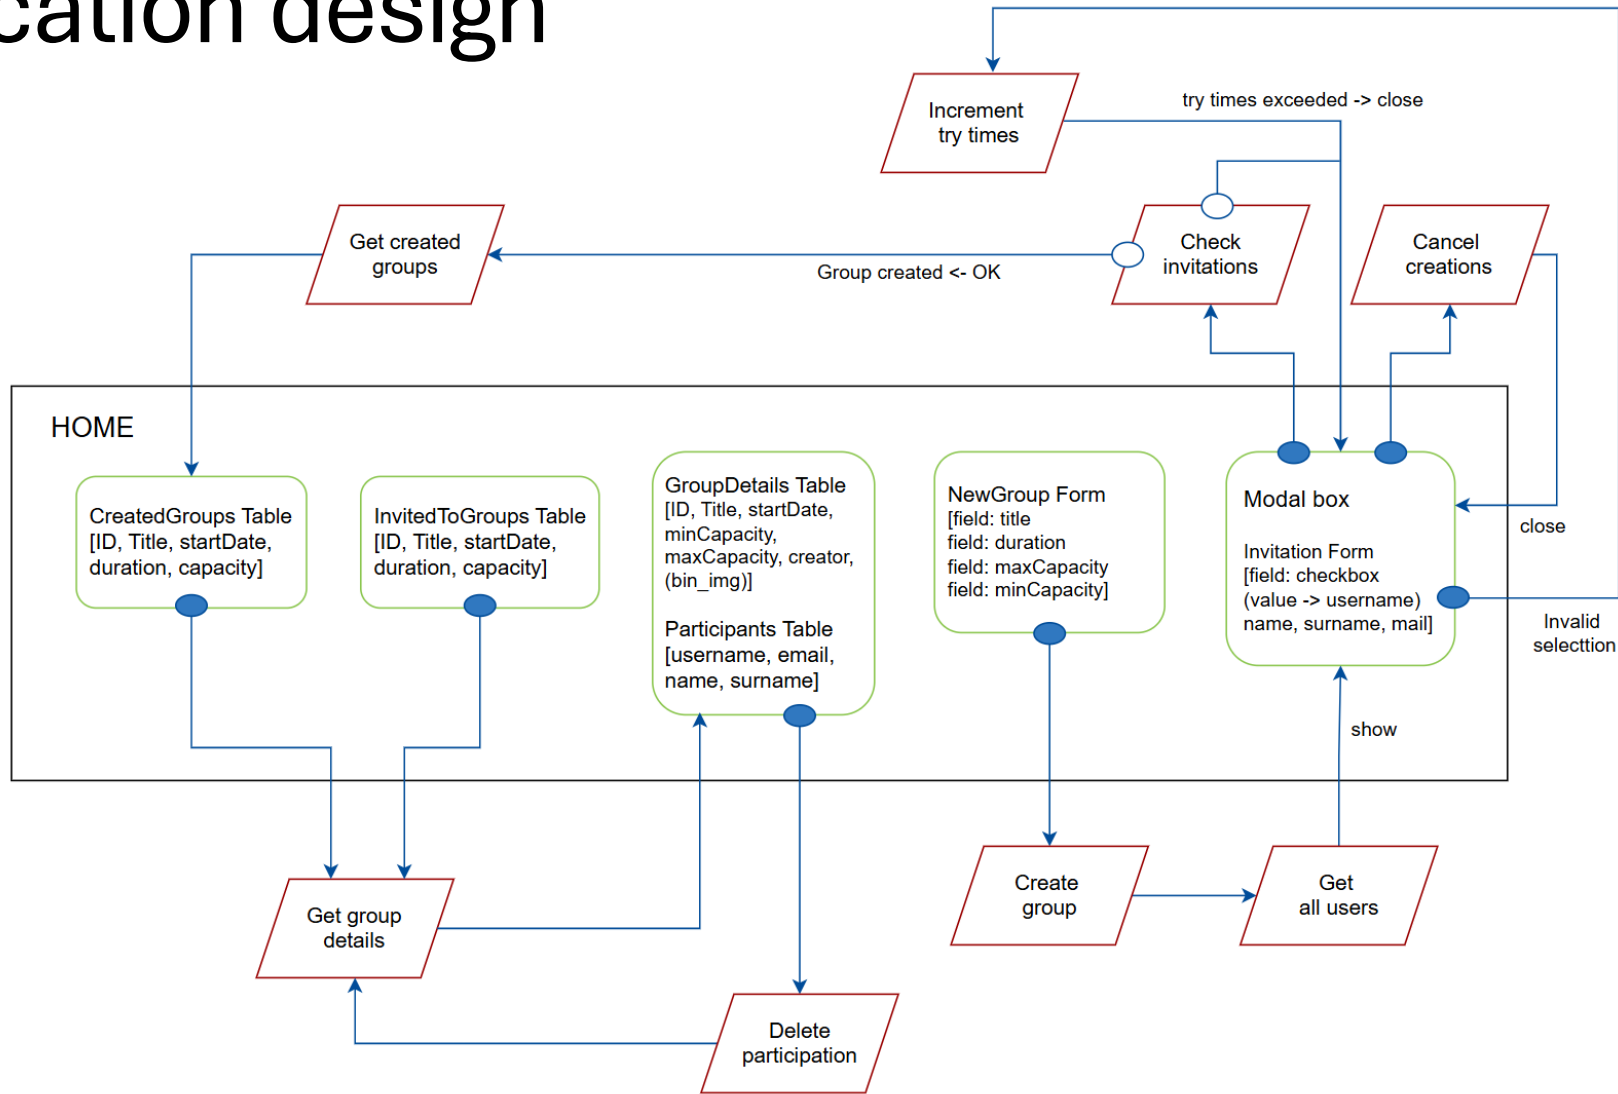 cation design
Increment
try times
try times exceeded -> close
Get created
groups
Group created <- OK
Check
invitations
Cancel
creations
HOME
CreatedGroups Table
[ID, Title, startDate,
duration, capacity]
InvitedToGroups Table
[ID, Title, startDate,
duration, capacity]
GroupDetails Table
[ID, Title, startDate,
minCapacity,
maxCapacity, creator,
(bin_img)]
Participants Table
[username, email,
name, surname]
NewGroup Form
[field: title
field: duration
field: maxCapacity
field: minCapacity]
Modal box
Invitation Form
[field: checkbox
(value -> username)
name, surname, mail]
close
Invalid
selecttion
show
Get group
details
Create
group
Get
all users
Delete
participation